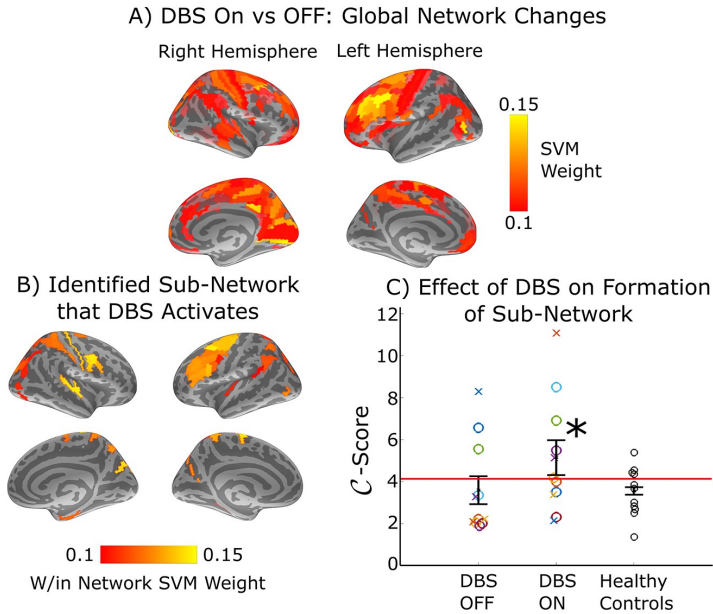 A) DBS On vs OFF: Global Network Changes
Right Hemisphere
Left Hemisphere
0.15
SVM
Weight
0.1
B) Identified Sub-Network
that DBS Activates
0.1
0.15
W/in Network SVM Weight
C) Effect of DBS on Formation
of Sub-Network
12
10
8
6
4
2
0
C-Score
*
DBS
OFF
DBS
ON
Healthy
Controls